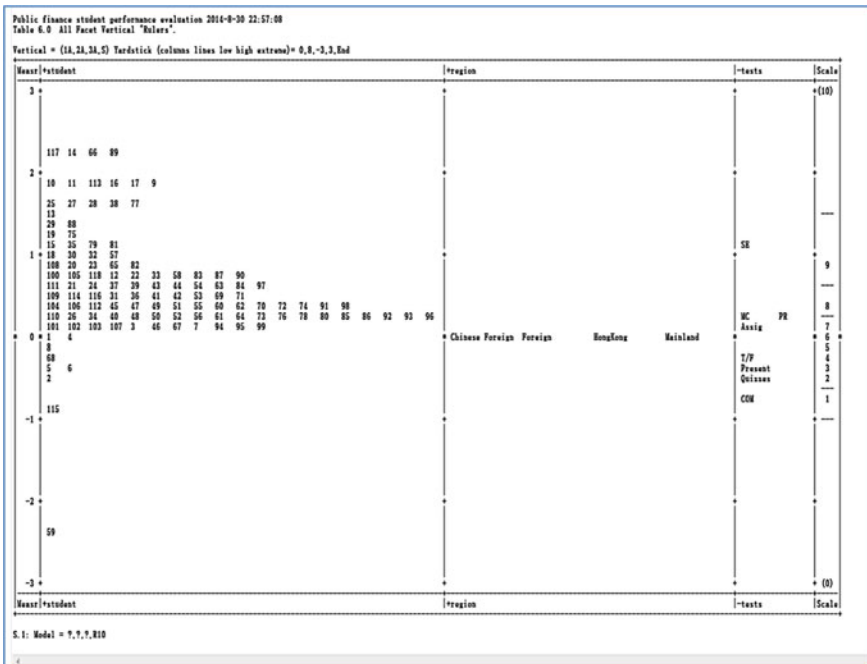 Public finance student performance evaluation 2014-8-30 22:57:08
Table 6.0 All Facet Vertical "Rulers".
Vertical = (1A,2A,3A,S) Yardstick (columns lines low high extreme)= 0,8,-3,3,End
|Measr|+student |+region |-tests |Scale|
3 + + + +(10)
117 14 66 89
2 + + + +
10 11 113 16 17 9
25 27 28 38 77
13 ---
29 88
19 75
15 35 79 81 SE
1 + 18 30 32 57 + + +
108 20 23 65 82 9
100 105 118 12 22 33 58 83 87 90
111 21 24 37 39 43 44 54 63 84 97 ---
109 114 116 31 36 41 42 53 69 71
104 106 112 45 47 49 51 55 60 62 70 72 74 91 98 8
110 26 34 40 48 50 52 56 61 64 73 76 78 80 85 86 92 93 96 MC PR ---
101 102 103 107 3 46 67 7 94 95 99 Assig 7
* 0 * 1 4 * Chinese Foreign Foreign HongKong Mainland * * 6 *
8 5
68 T/F 4
5 6 Present 3
2 Quizzes 2
---
COM 1
115
-1 + + + + ---
-2 + + + +
59
-3 + + + + (0)
|Measr|+student |+region |-tests |Scale|
S.1: Model = ?,?,?,R10